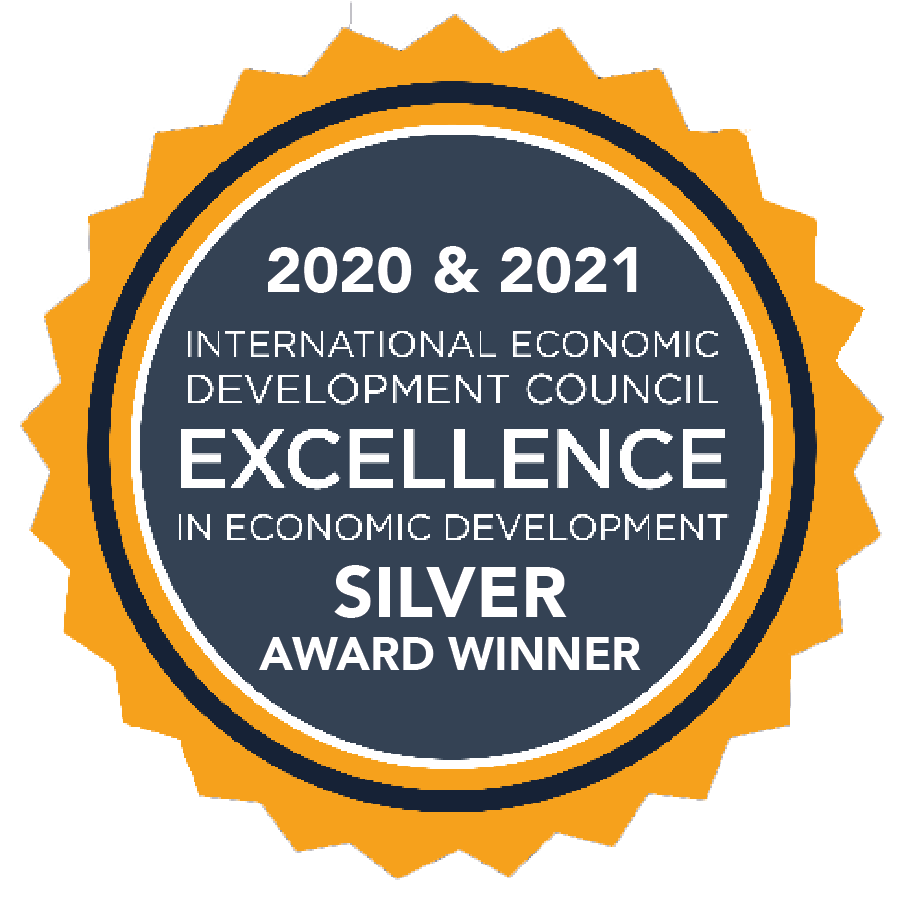 2020 & 2021
INTERNATIONAL ECONOMIC
DEVELOPMENT COUNCIL
EXCELLENCE
IN ECONOMIC DEVELOPMENT
SILVER
AWARD WINNER